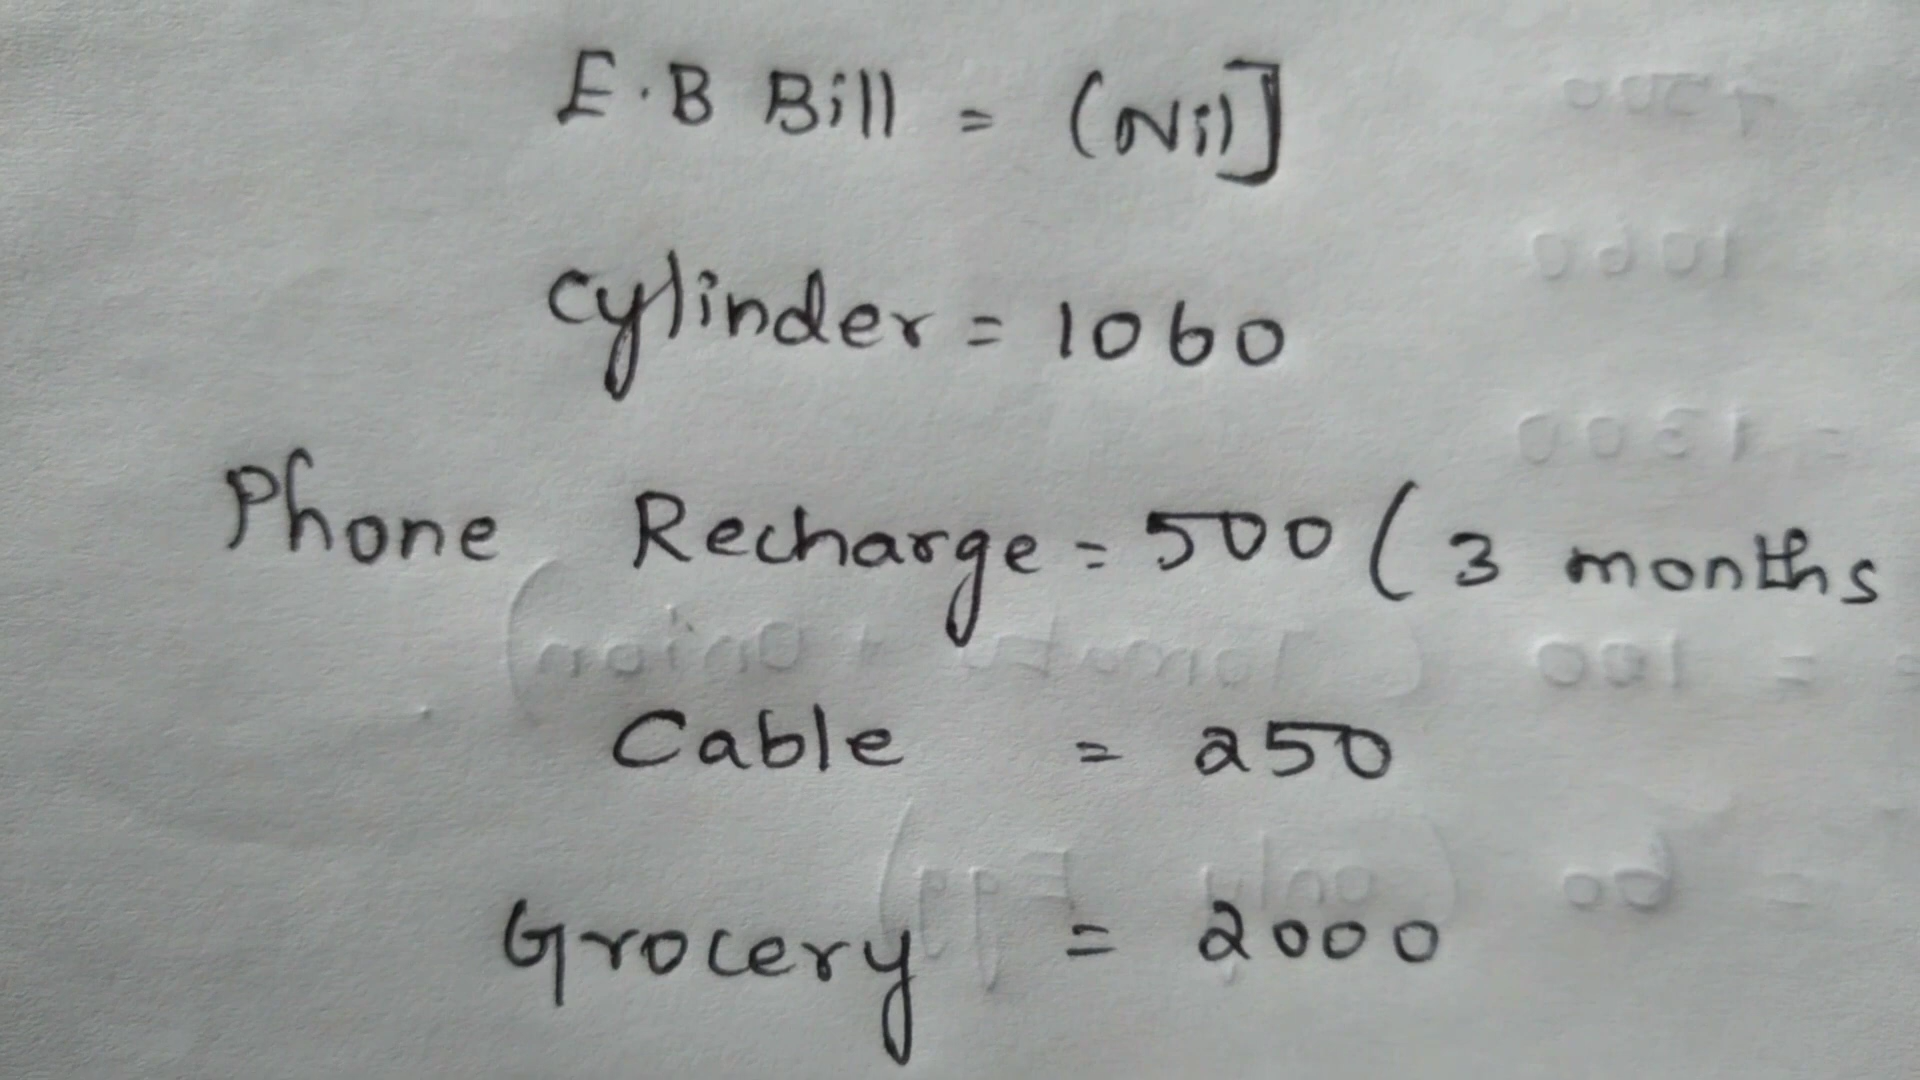 E.B Bill = (Nil]
Cylinder = 1060
Phone Recharge = 500 ( 3 months
Cable = 250
Grocery = 2000